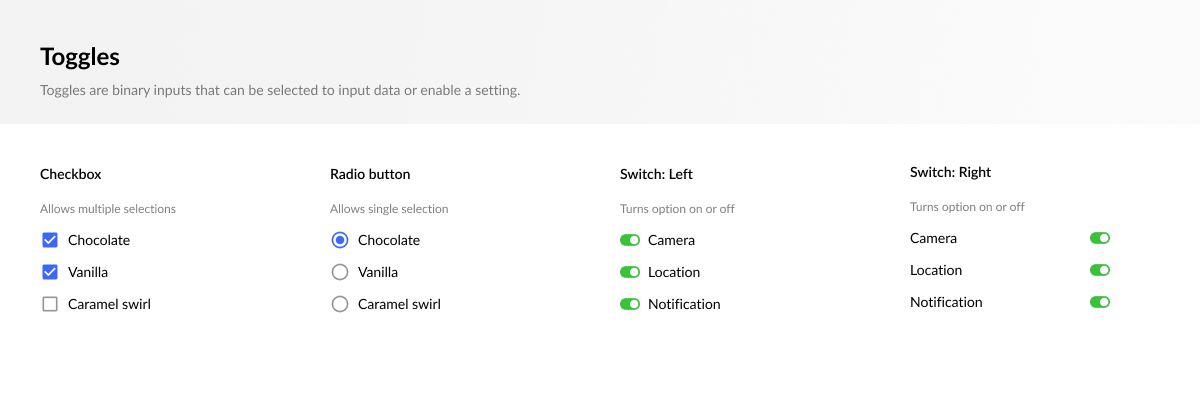 Toggles
Toggles are binary inputs that can be selected to input data or enable a setting.
Checkbox
Allows multiple selections
Chocolate
Vanilla
Caramel swirl
Radio button
Allows single selection
Chocolate
Vanilla
Caramel swirl
Switch: Left
Turns option on or off
Camera
Location
Notification
Switch: Right
Turns option on or off
Camera
Location
Notification